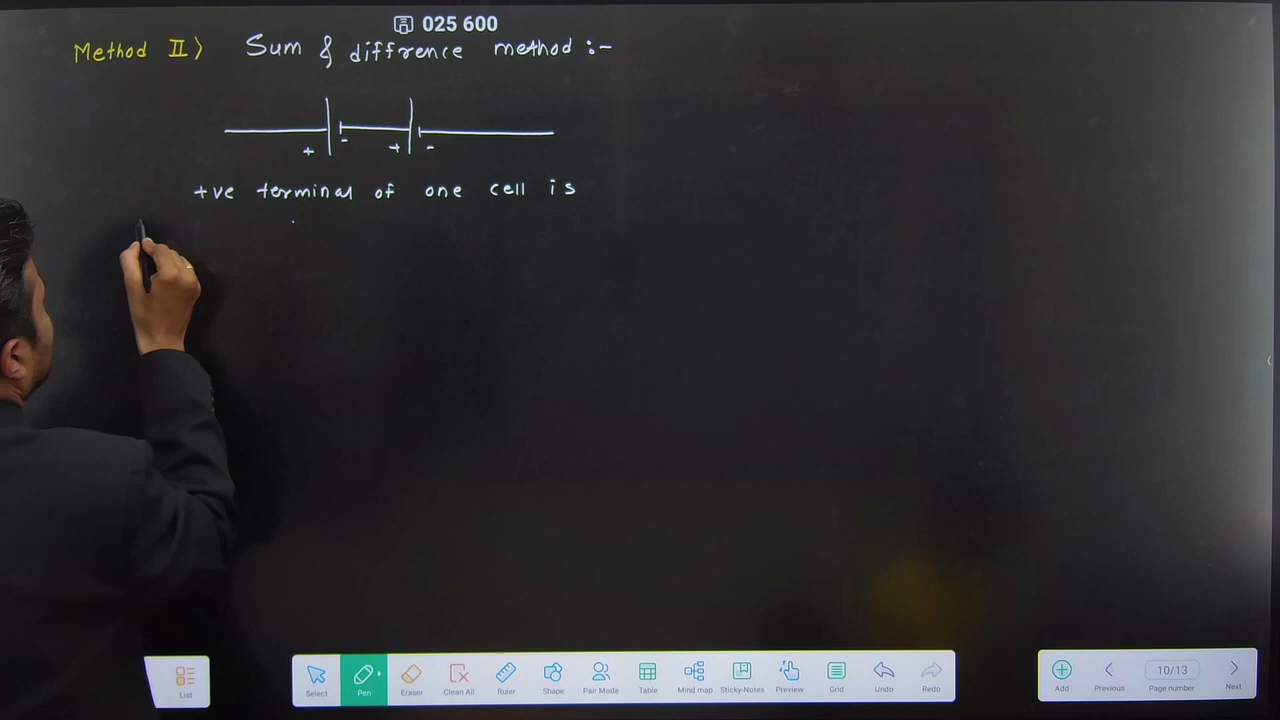 025 600
Method II) Sum & diffrence method :-
+ - + -
+ve terminal of one cell is
List
Select Pen Eraser Clean All Ruler Shape Pair Mode Table Mind map Sticky-Notes Preview Grid Undo Redo
Add Previous 10/13 Page number Next